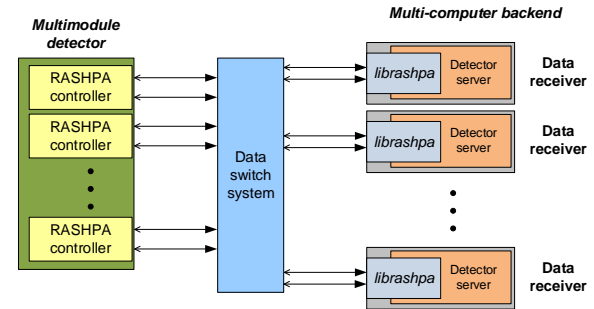 Multimodule
detector
RASHPA
controller
RASHPA
controller
RASHPA
controller
Data
switch
system
Multi-computer backend
librashpa
Detector
server
Data
receiver
librashpa
Detector
server
Data
receiver
librashpa
Detector
server
Data
receiver